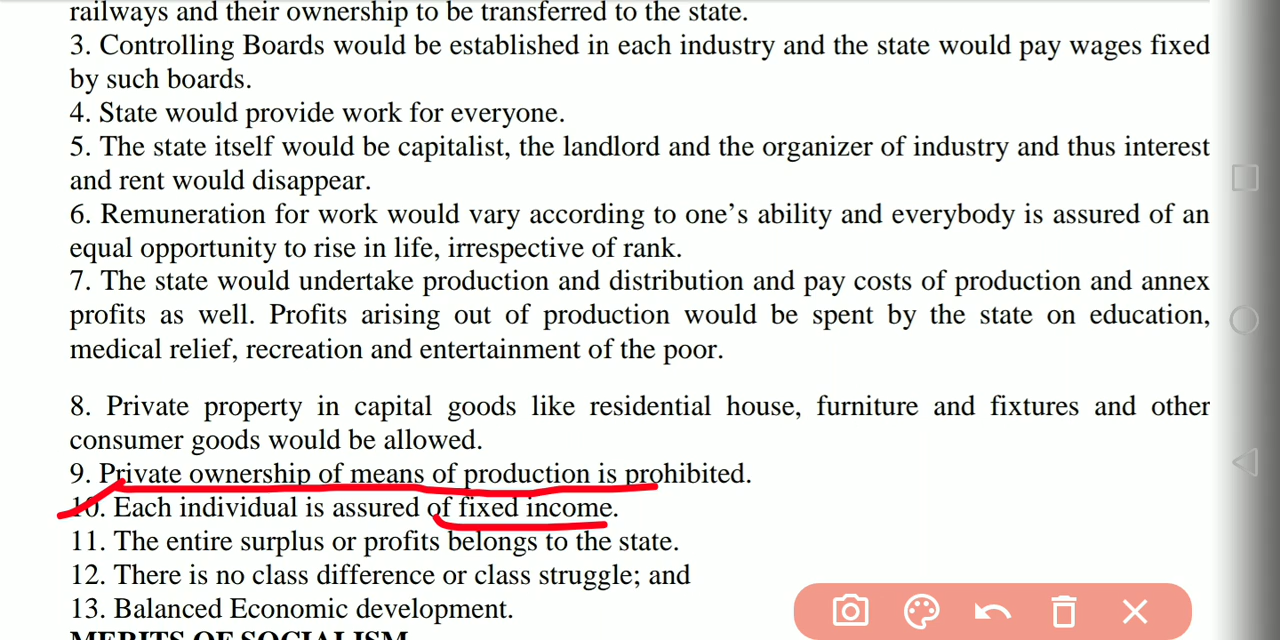 railways and their ownership to be transferred to the state.
3. Controlling Boards would be established in each industry and the state would pay wages fixed
by such boards.
4. State would provide work for everyone.
5. The state itself would be capitalist, the landlord and the organizer of industry and thus interest
and rent would disappear.
6. Remuneration for work would vary according to one’s ability and everybody is assured of an
equal opportunity to rise in life, irrespective of rank.
7. The state would undertake production and distribution and pay costs of production and annex
profits as well. Profits arising out of production would be spent by the state on education,
medical relief, recreation and entertainment of the poor.
8. Private property in capital goods like residential house, furniture and fixtures and other
consumer goods would be allowed.
9. Private ownership of means of production is prohibited.
10. Each individual is assured of fixed income.
11. The entire surplus or profits belongs to the state.
12. There is no class difference or class struggle; and
13. Balanced Economic development.
MERITS OF SOCIALISM